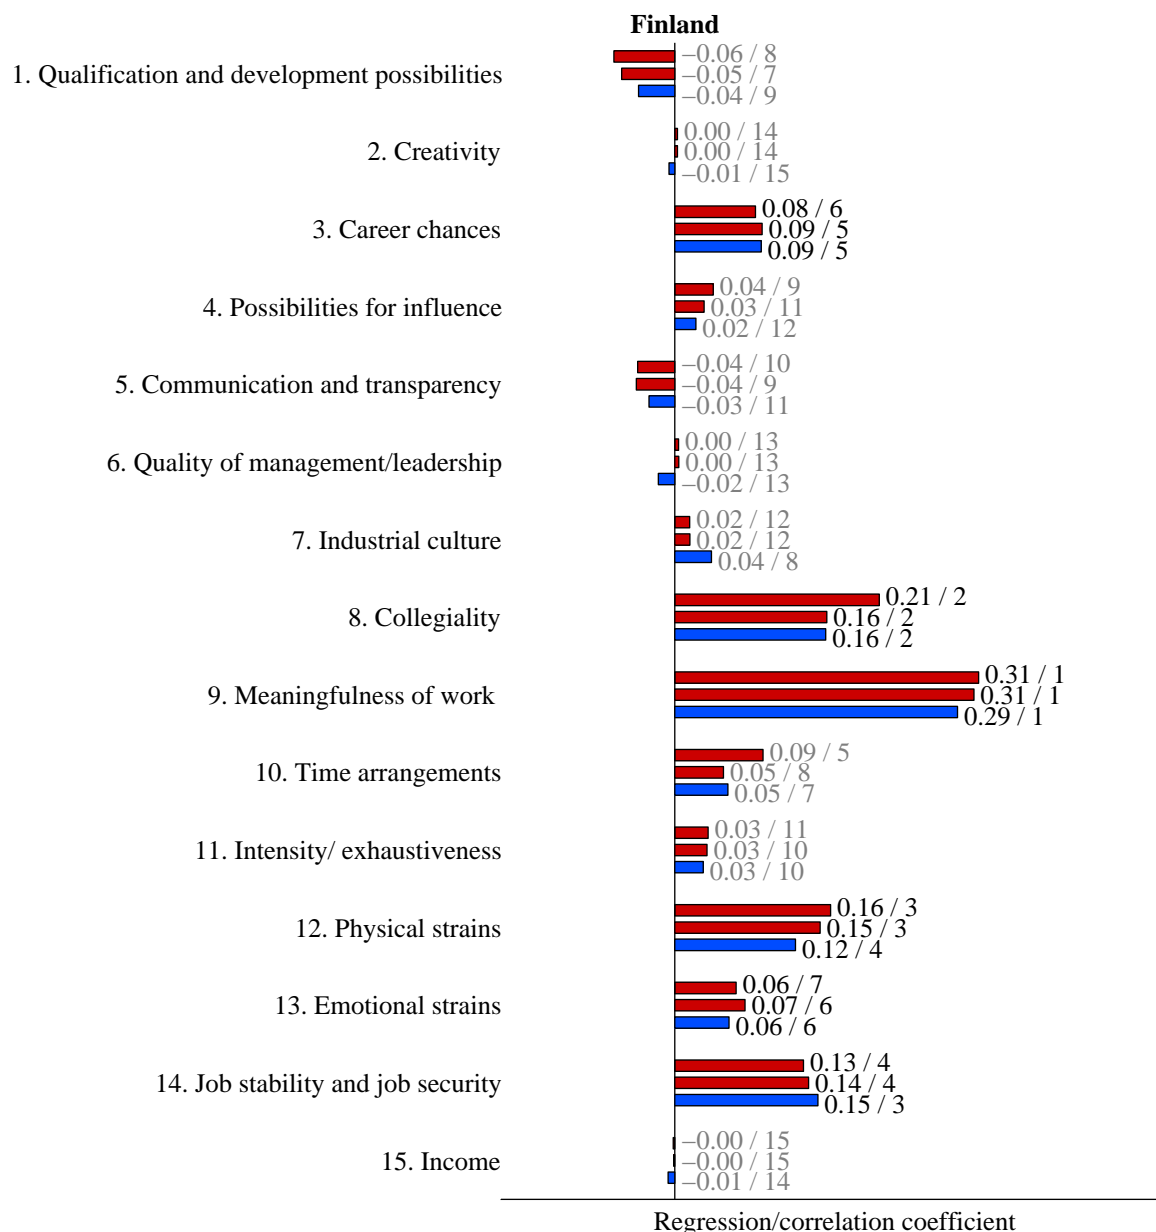 Finland
–0.06 / 8
1. Qualification and development possibilities
–0.05 / 7
–0.04 / 9
0.00 / 14
2. Creativity
0.00 / 14
–0.01 / 15
0.08 / 6
3. Career chances
0.09 / 5
0.09 / 5
0.04 / 9
4. Possibilities for influence
0.03 / 11
0.02 / 12
–0.04 / 10
5. Communication and transparency
–0.04 / 9
–0.03 / 11
0.00 / 13
6. Quality of management/leadership
0.00 / 13
–0.02 / 13
0.02 / 12
7. Industrial culture
0.02 / 12
0.04 / 8
0.21 / 2
8. Collegiality
0.16 / 2
0.16 / 2
0.31 / 1
9. Meaningfulness of work
0.31 / 1
0.29 / 1
0.09 / 5
10. Time arrangements
0.05 / 8
0.05 / 7
0.03 / 11
11. Intensity/ exhaustiveness
0.03 / 10
0.03 / 10
0.16 / 3
12. Physical strains
0.15 / 3
0.12 / 4
0.06 / 7
13. Emotional strains
0.07 / 6
0.06 / 6
0.13 / 4
14. Job stability and job security
0.14 / 4
0.15 / 3
–0.00 / 15
15. Income
–0.00 / 15
–0.01 / 14
Regression/correlation coefficient